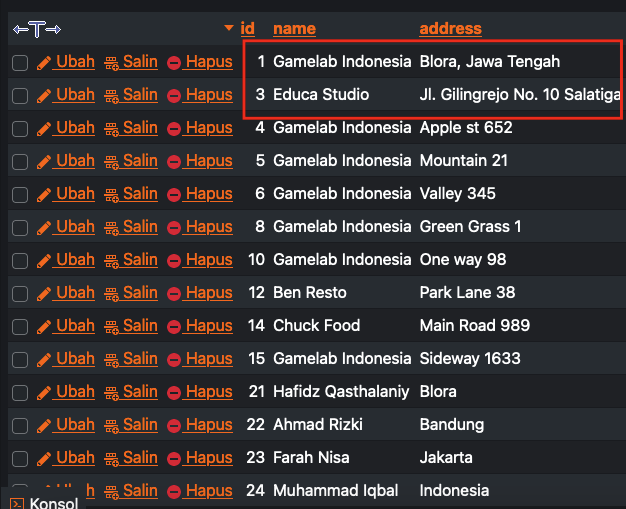 id name address
Ubah Salin Hapus 1 Gamelab Indonesia Blora, Jawa Tengah
Ubah Salin Hapus 3 Educa Studio Jl. Gilingrejo No. 10 Salatiga
Ubah Salin Hapus 4 Gamelab Indonesia Apple st 652
Ubah Salin Hapus 5 Gamelab Indonesia Mountain 21
Ubah Salin Hapus 6 Gamelab Indonesia Valley 345
Ubah Salin Hapus 8 Gamelab Indonesia Green Grass 1
Ubah Salin Hapus 10 Gamelab Indonesia One way 98
Ubah Salin Hapus 12 Ben Resto Park Lane 38
Ubah Salin Hapus 14 Chuck Food Main Road 989
Ubah Salin Hapus 15 Gamelab Indonesia Sideway 1633
Ubah Salin Hapus 21 Hafidz Qasthalaniy Blora
Ubah Salin Hapus 22 Ahmad Rizki Bandung
Ubah Salin Hapus 23 Farah Nisa Jakarta
Salin Hapus 24 Muhammad Iqbal Indonesia
Konsol